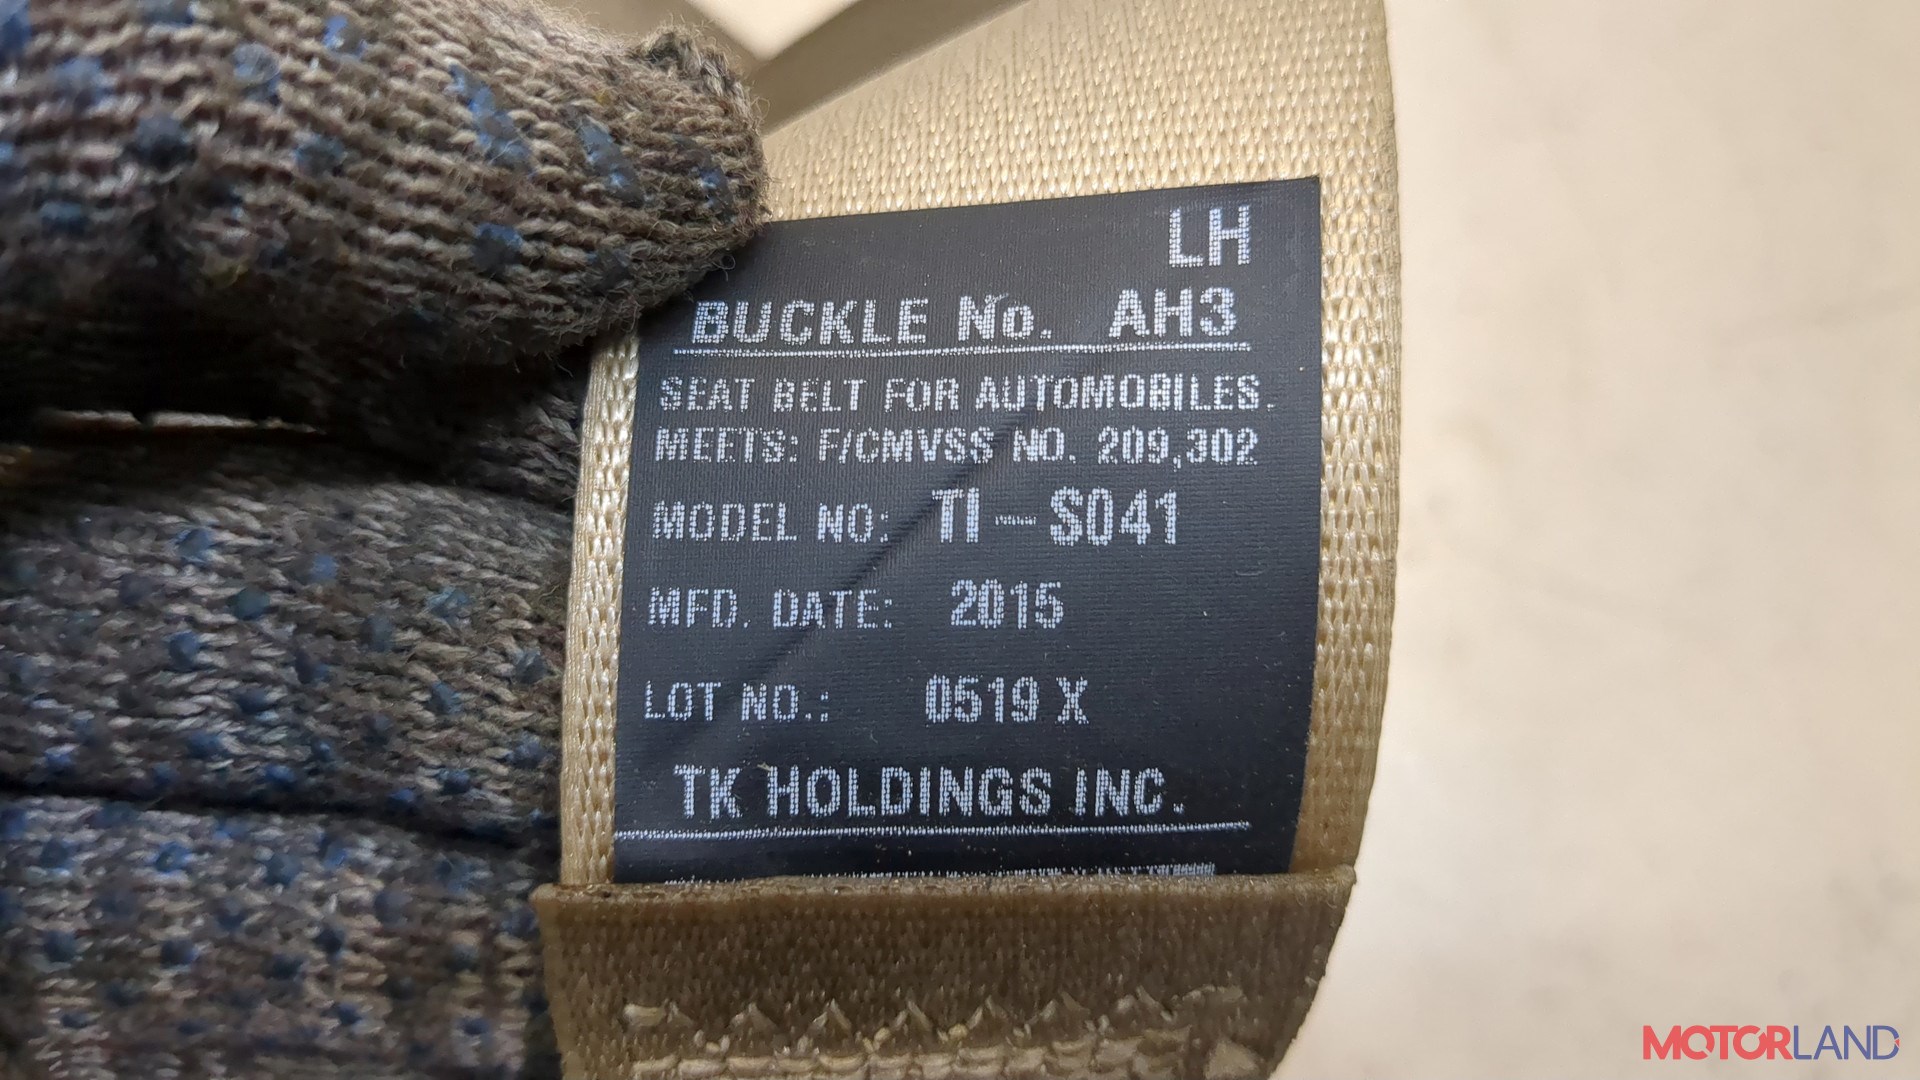 LH
BUCKLE No. AH3
SEAT BELT FOR AUTOMOBILES.
MEETS: F/CMVSS NO. 209,302
MODEL NO: TI-S041
MFD. DATE: 2015
LOT NO.: 0519 X
TK HOLDINGS INC.
MOTORLAND